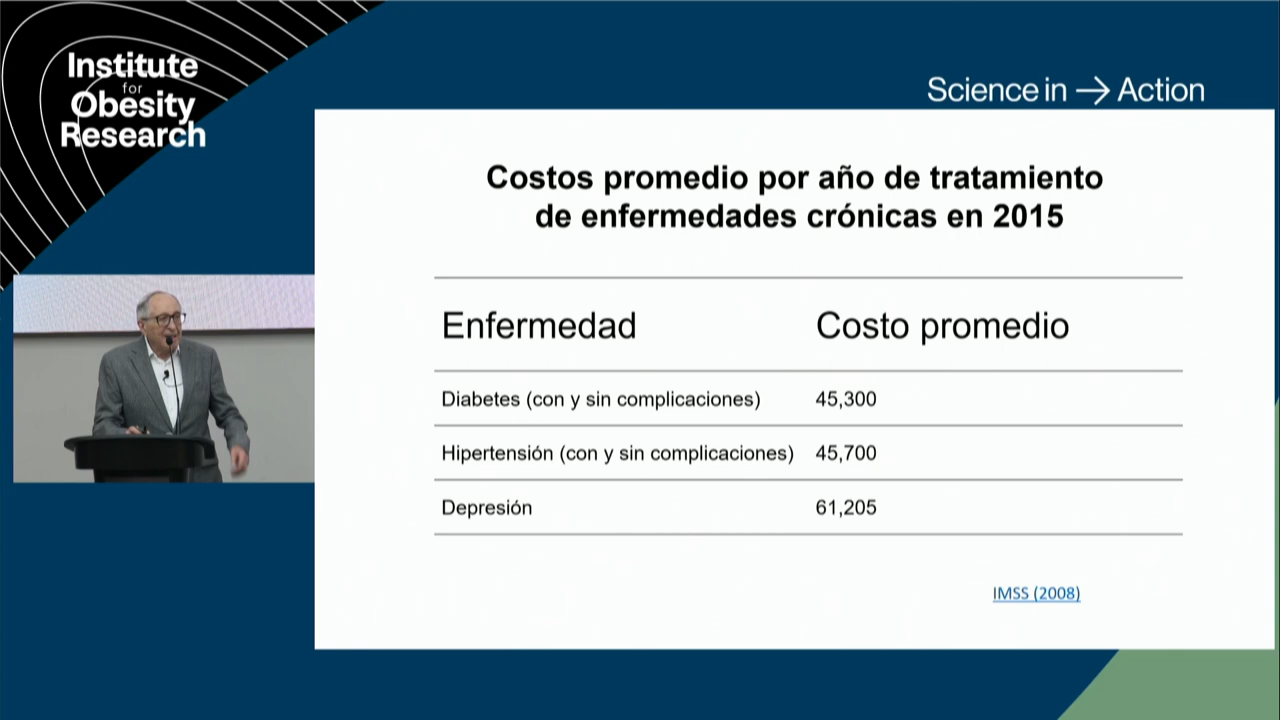 Institute
for
Obesity
Research
Science in → Action
Costos promedio por año de tratamiento
de enfermedades crónicas en 2015
Enfermedad Costo promedio
Diabetes (con y sin complicaciones) 45,300
Hipertensión (con y sin complicaciones) 45,700
Depresión 61,205
IMSS (2008)